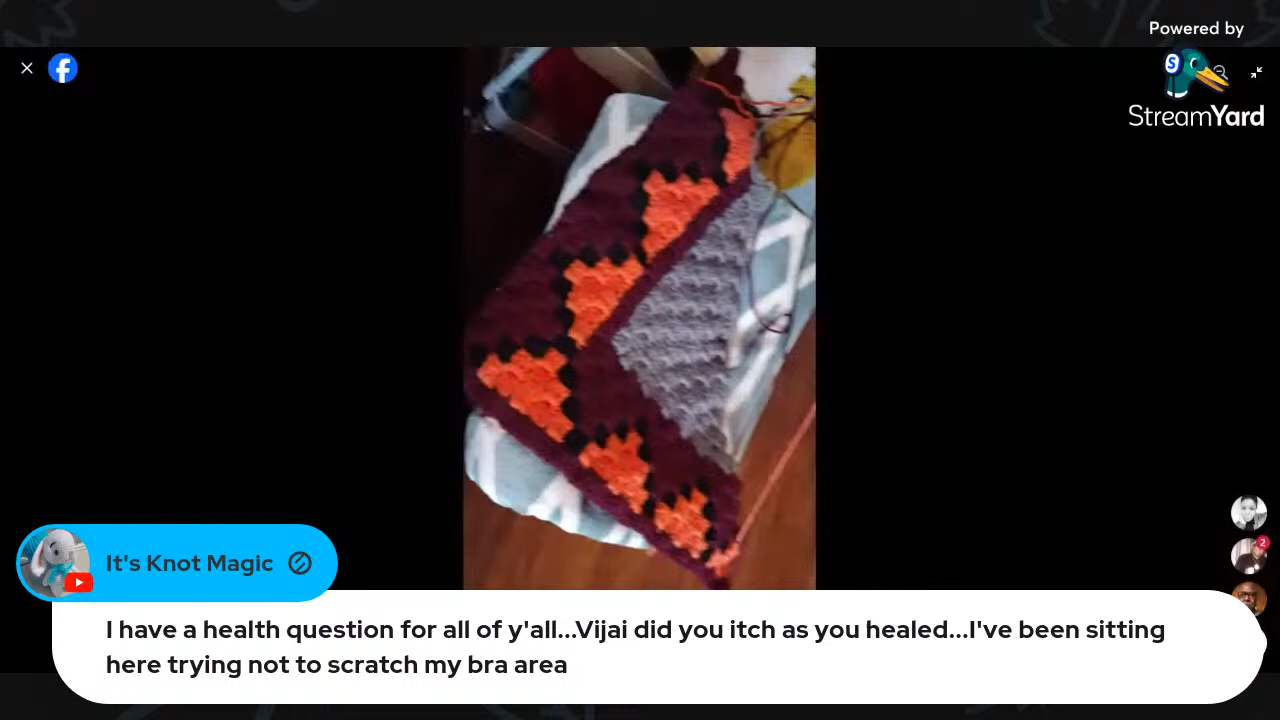 Powered by
StreamYard
2
It's Knot Magic
I have a health question for all of y'all...Vijai did you itch as you healed...I've been sitting
here trying not to scratch my bra area